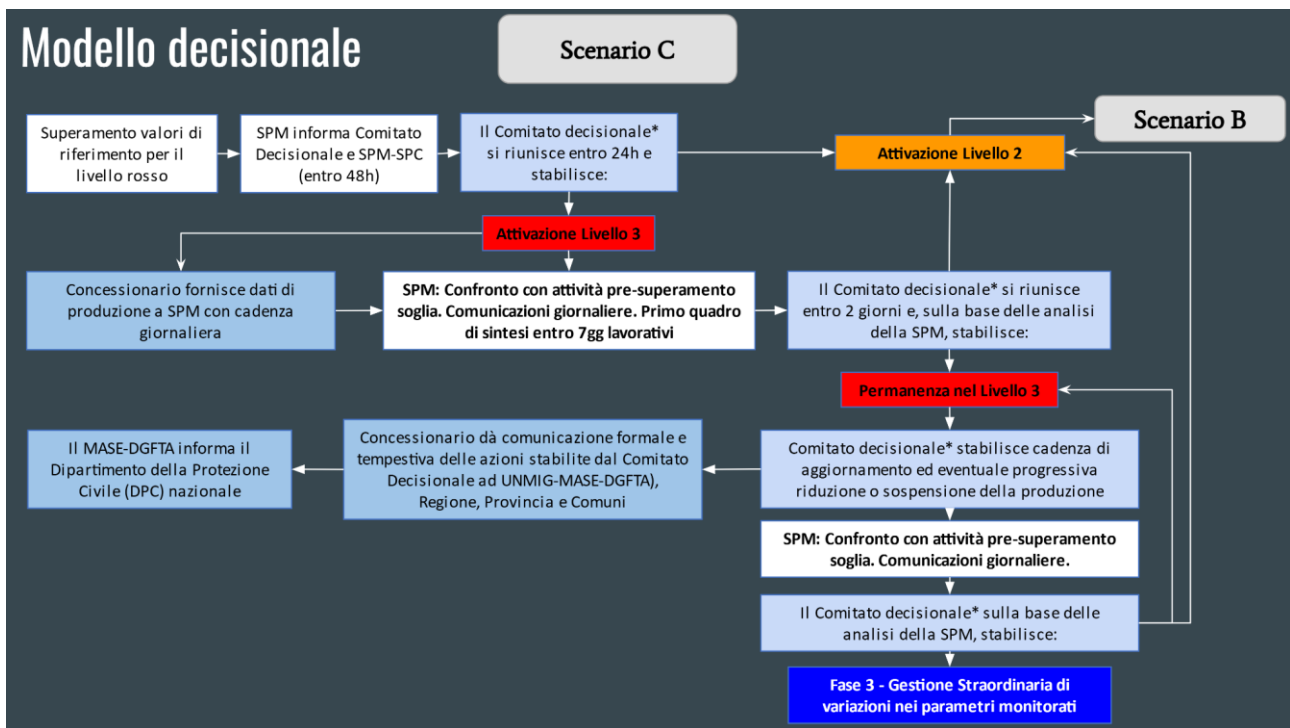 Modello decisionale
Scenario C
Scenario B
Superamento valori di
riferimento per il
livello rosso
SPM informa Comitato
Decisionale e SPM-SPC
(entro 48h)
Il Comitato decisionale*
si riunisce entro 24h e
stabilisce:
Attivazione Livello 2
Attivazione Livello 3
Concessionario fornisce dati di
produzione a SPM con cadenza
giornaliera
SPM: Confronto con attività pre-superamento
soglia. Comunicazioni giornaliere. Primo quadro
di sintesi entro 7gg lavorativi
Il Comitato decisionale* si riunisce
entro 2 giorni e, sulla base delle analisi
della SPM, stabilisce:
Permanenza nel Livello 3
Il MASE-DGFTA informa il
Dipartimento della Protezione
Civile (DPC) nazionale
Concessionario dà comunicazione formale e
tempestiva delle azioni stabilite dal Comitato
Decisionale ad UNMIG-MASE-DGFTA),
Regione, Provincia e Comuni
Comitato decisionale* stabilisce cadenza di
aggiornamento ed eventuale progressiva
riduzione o sospensione della produzione
SPM: Confronto con attività pre-superamento
soglia. Comunicazioni giornaliere.
Il Comitato decisionale* sulla base delle
analisi della SPM, stabilisce:
Fase 3 - Gestione Straordinaria di
variazioni nei parametri monitorati